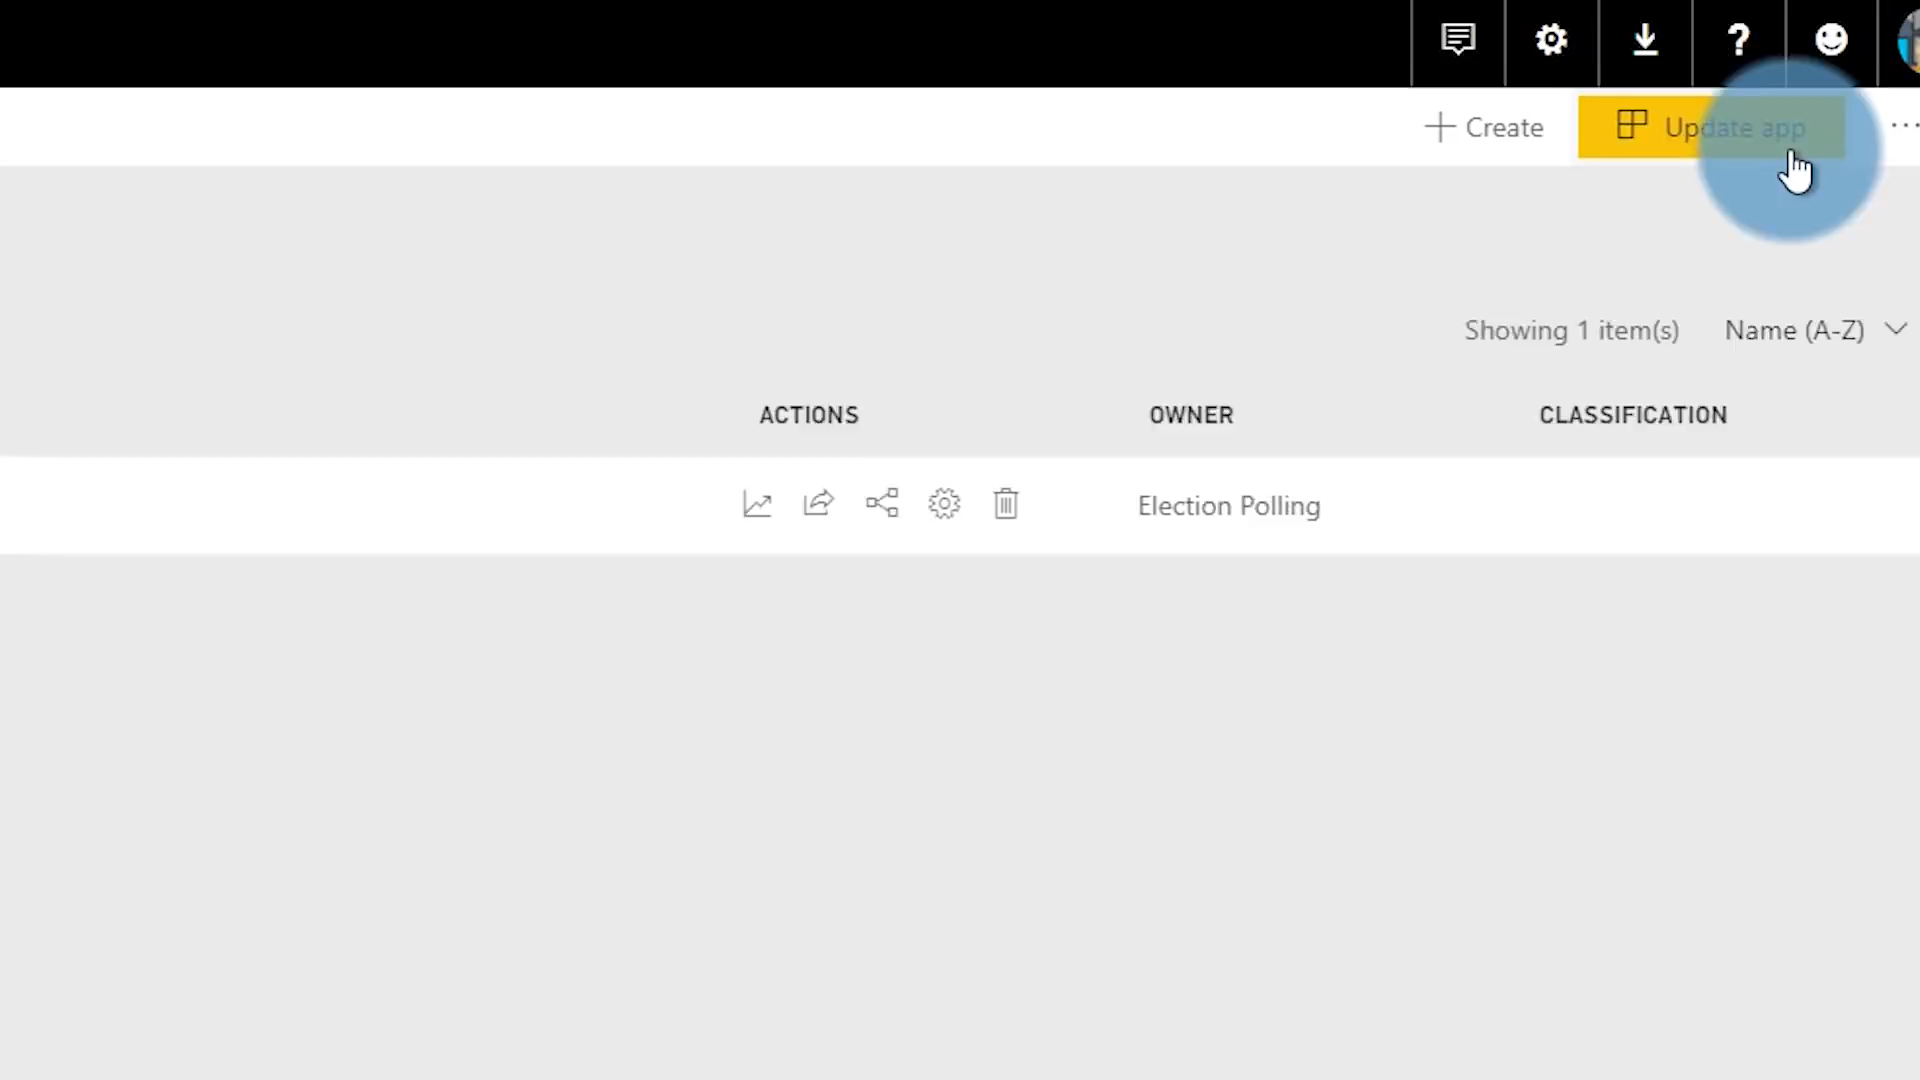 Create
Update app
Showing 1 item(s) Name (A-Z)
ACTIONS OWNER CLASSIFICATION
Election Polling